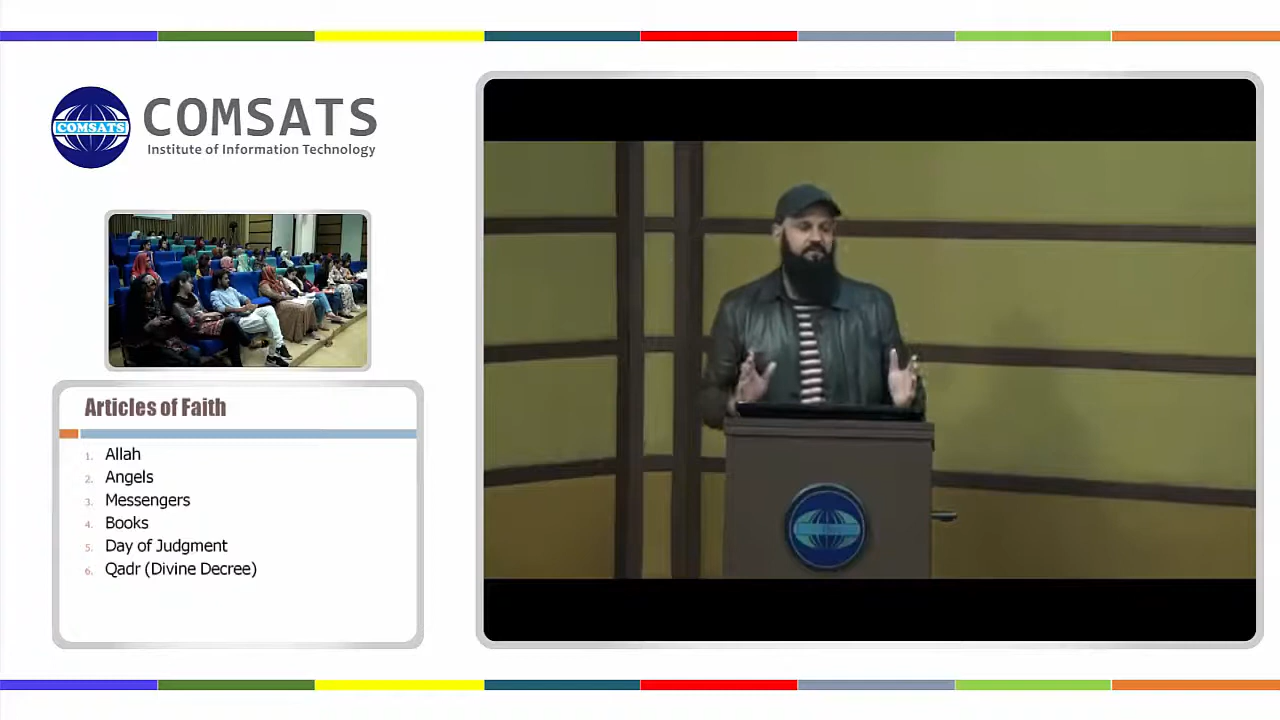 COMSATS
COMSATS
Institute of Information Technology
Articles of Faith
1. Allah
2. Angels
3. Messengers
4. Books
5. Day of Judgment
6. Qadr (Divine Decree)